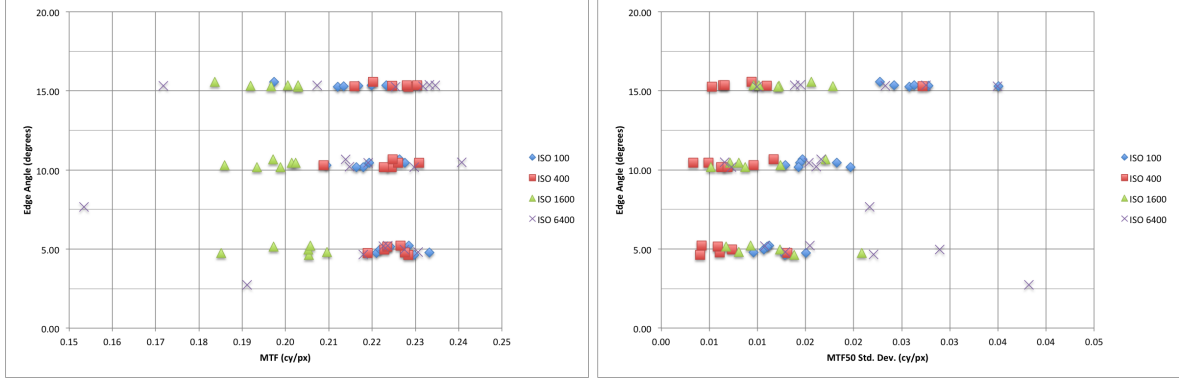 20.00
15.00
10.00
5.00
0.00
Edge Angle (degrees)
0.15 0.16 0.17 0.18 0.19 0.20 0.21 0.22 0.23 0.24 0.25
MTF (cy/px)
ISO 100
ISO 400
ISO 1600
ISO 6400
20.00
15.00
10.00
5.00
0.00
Edge Angle (degrees)
0.00 0.01 0.01 0.02 0.02 0.03 0.03 0.04 0.04 0.05
MTF50 Std. Dev. (cy/px)
ISO 100
ISO 400
ISO 1600
ISO 6400